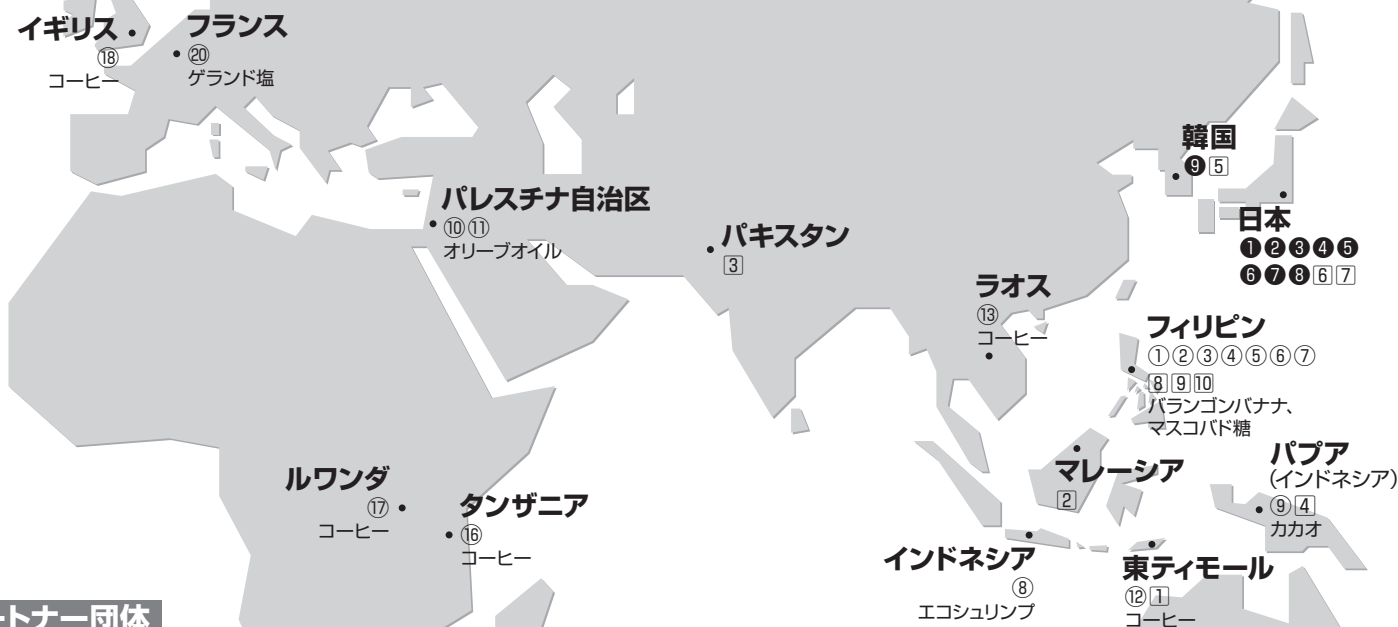 イギリス
⑱
コーヒー
フランス
⑳
ゲランド塩
韓国
❾5
日本
❶❷❸❹❺
❻❼❽67
パレスチナ自治区
⑩⑪
オリーブオイル
パキスタン
3
ラオス
⑬
コーヒー
フィリピン
①②③④⑤⑥⑦
8910
バランゴンバナナ、
マスコバド糖
マレーシア
2
パプア
(インドネシア)
⑨4
カカオ
ルワンダ
⑰
コーヒー
タンザニア
⑯
コーヒー
インドネシア
⑧
エコシュリンプ
東ティモール
⑫1
コーヒー
ートナー団体